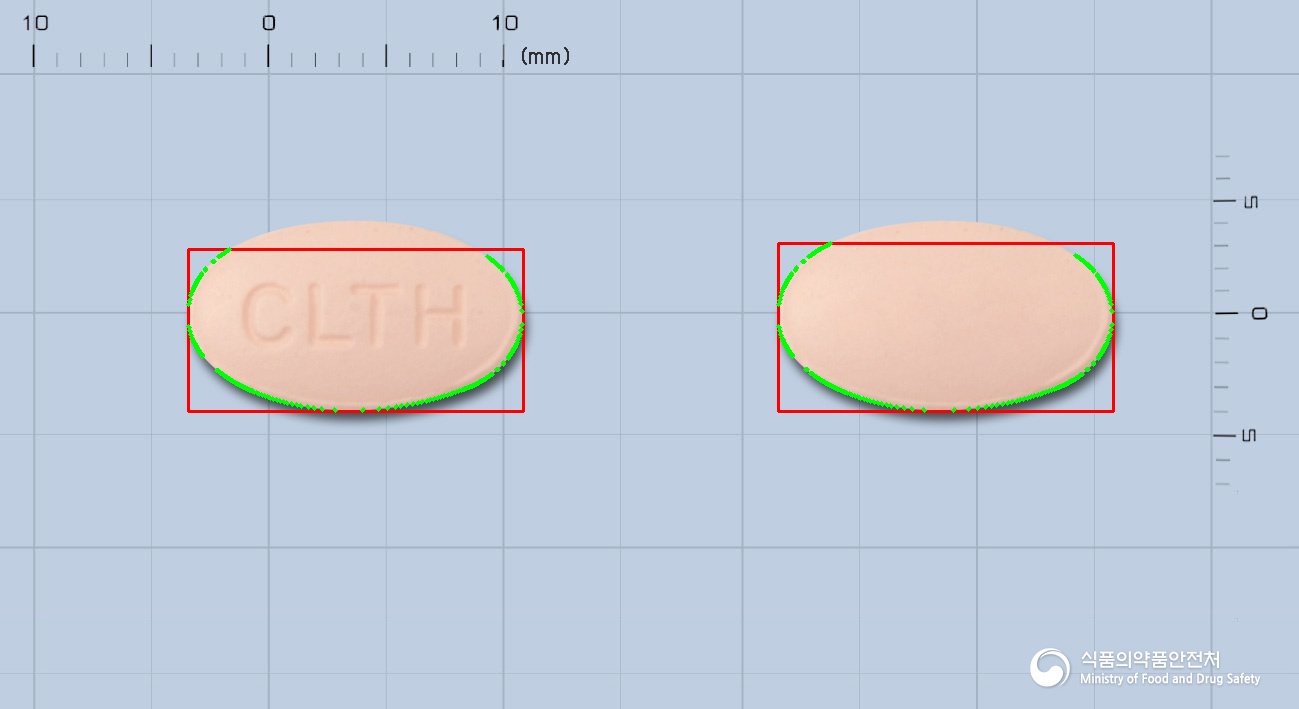 10 0 10
(mm)
5
0
5
CLTH
식품의약품안전처
Ministry of Food and Drug Safety